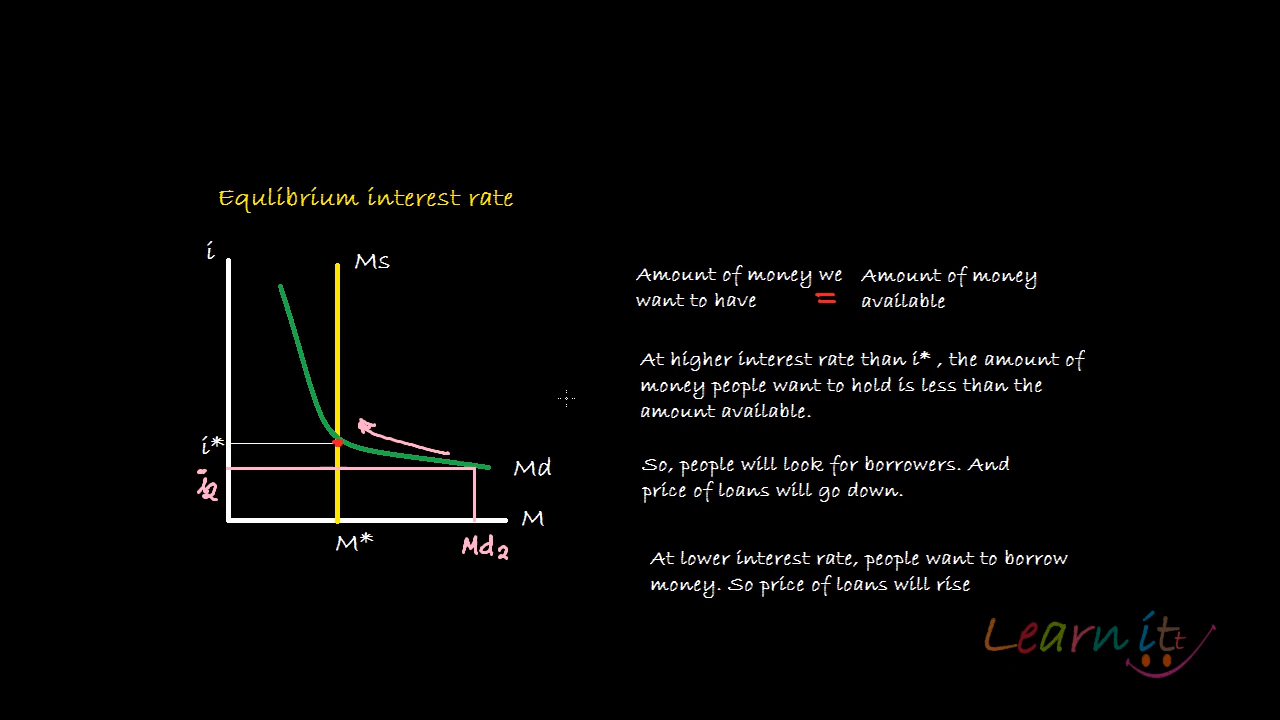 Equlibrium interest rate
i
Ms
Amount of money we
want to have
=
Amount of money
available
At higher interest rate than i* , the amount of
money people want to hold is less than the
amount available.
i*
i2
Md
So, people will look for borrowers. And
price of loans will go down.
M
M*
Md2
At lower interest rate, people want to borrow
money. So price of loans will rise
Learnitt